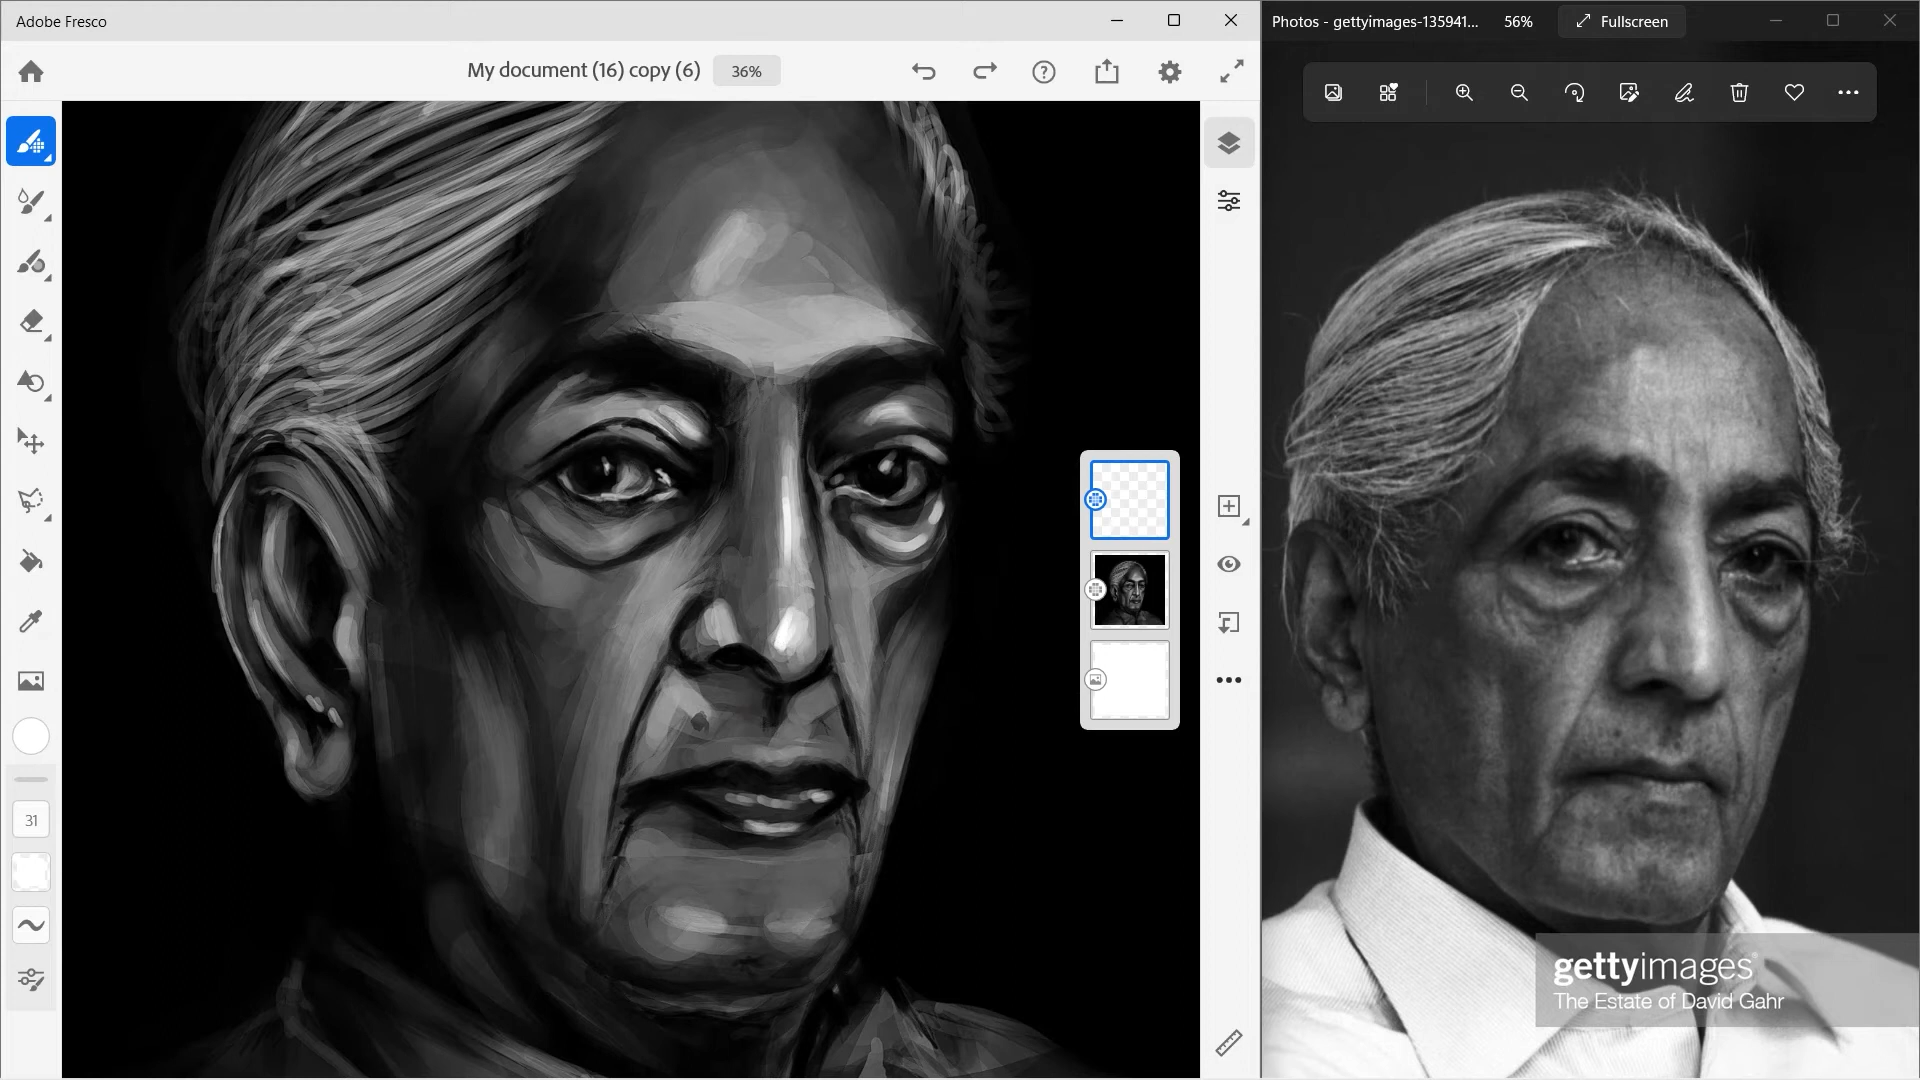 Adobe Fresco
My document (16) copy (6)
36%
31
Photos - gettyimages-135941...
56%
Fullscreen
gettyimages
The Estate of David Gahr